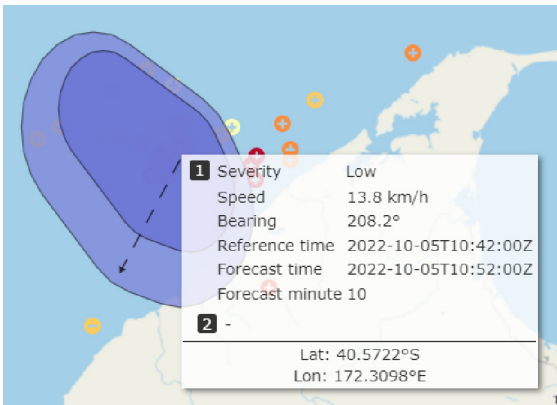 1 Severity Low
Speed 13.8 km/h
Bearing 208.2°
Reference time 2022-10-05T10:42:00Z
Forecast time 2022-10-05T10:52:00Z
Forecast minute 10
2 -
Lat: 40.5722°S
Lon: 172.3098°E